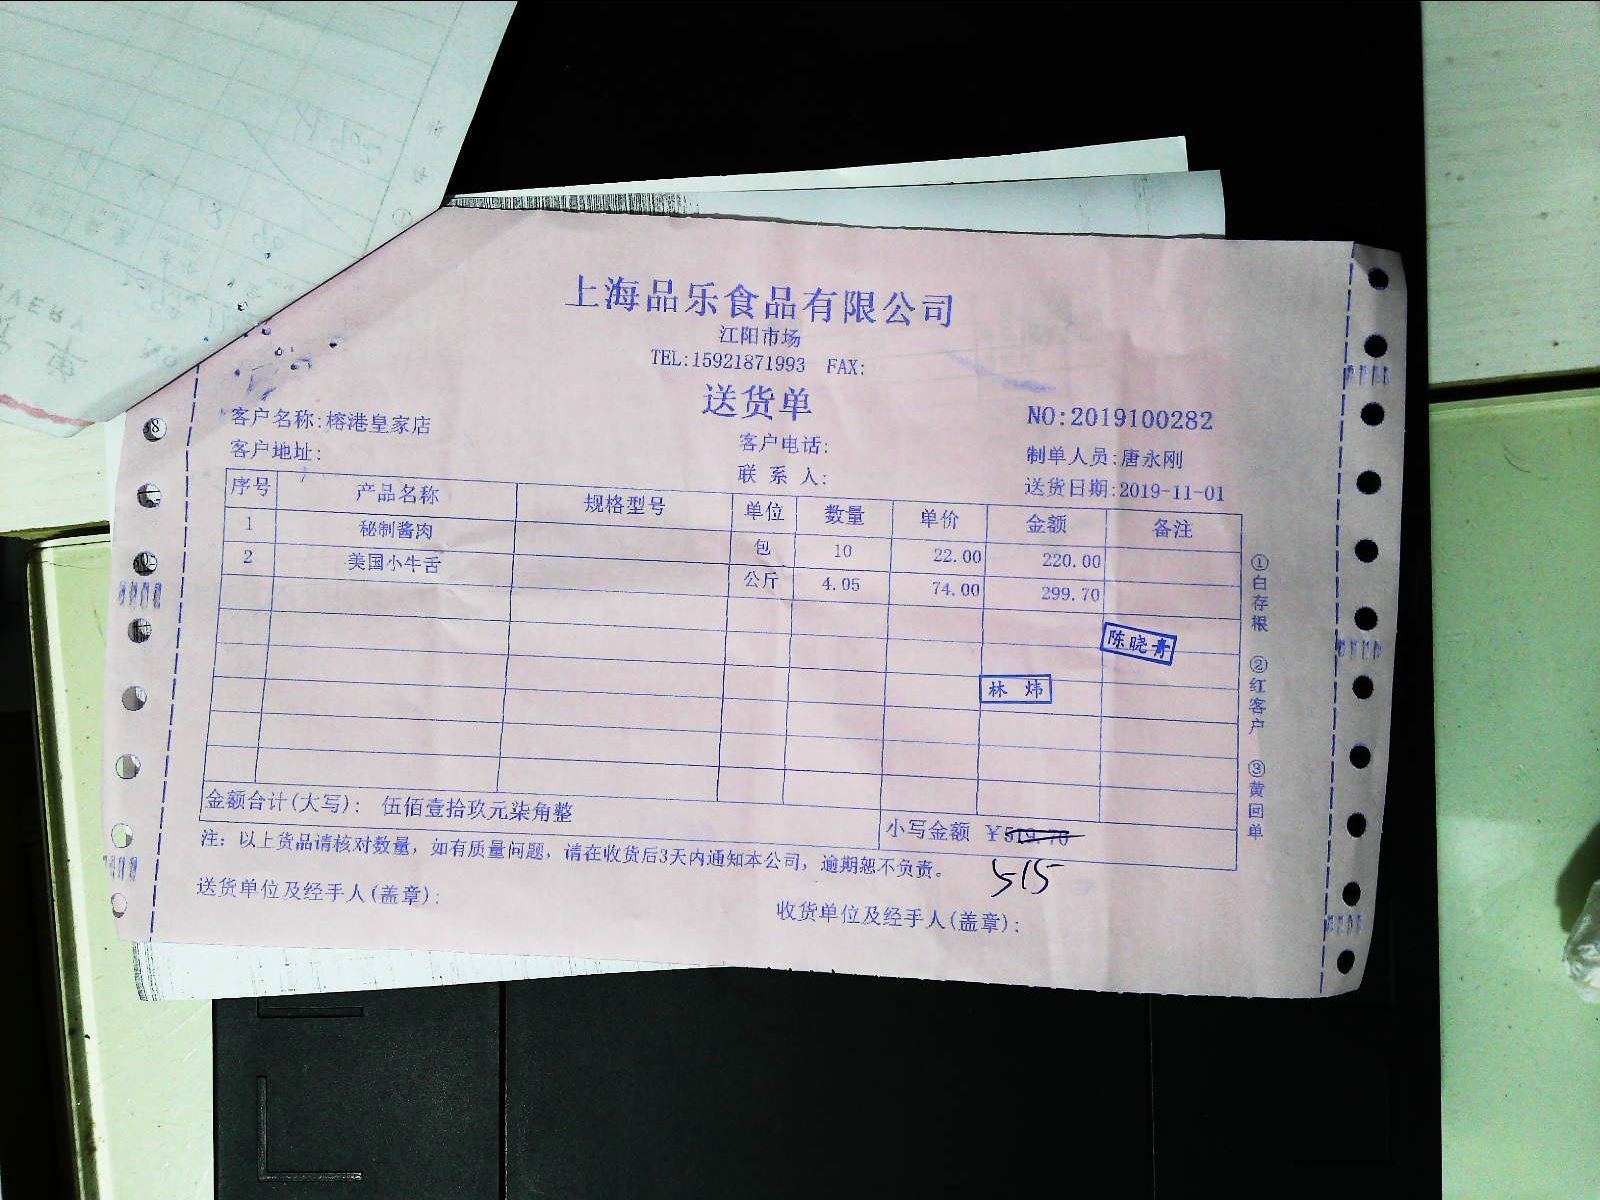 上海品乐食品有限公司
江阳市场
TEL:15921871993 FAX:
送货单
NO:2019100282
客户名称:榕港皇家店
客户电话:
制单人员:唐永刚
客户地址:
联 系 人:
送货日期:2019-11-01
序号 产品名称 规格型号 单位 数量 单价 金额 备注
1 秘制酱肉 包 10 22.00 220.00
2 美国小牛舌 公斤 4.05 74.00 299.70
陈晓青
林 炜
金额合计(大写): 伍佰壹拾玖元柒角整
小写金额 ¥519.70
515
注: 以上货品请核对数量, 如有质量问题, 请在收货后3天内通知本公司, 逾期恕不负责。
送货单位及经手人(盖章):
收货单位及经手人(盖章):
①白存根 ②红客户 ③黄回单